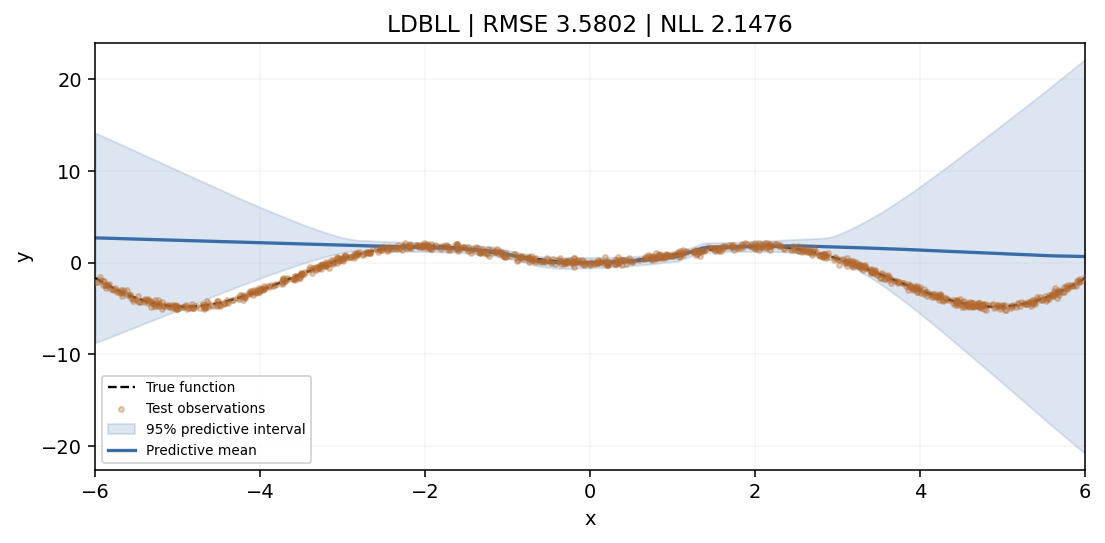 LDBLL | RMSE 3.5802 | NLL 2.1476
y
20
10
0
−10
−20
True function
Test observations
95% predictive interval
Predictive mean
−6 −4 −2 0 2 4 6
x